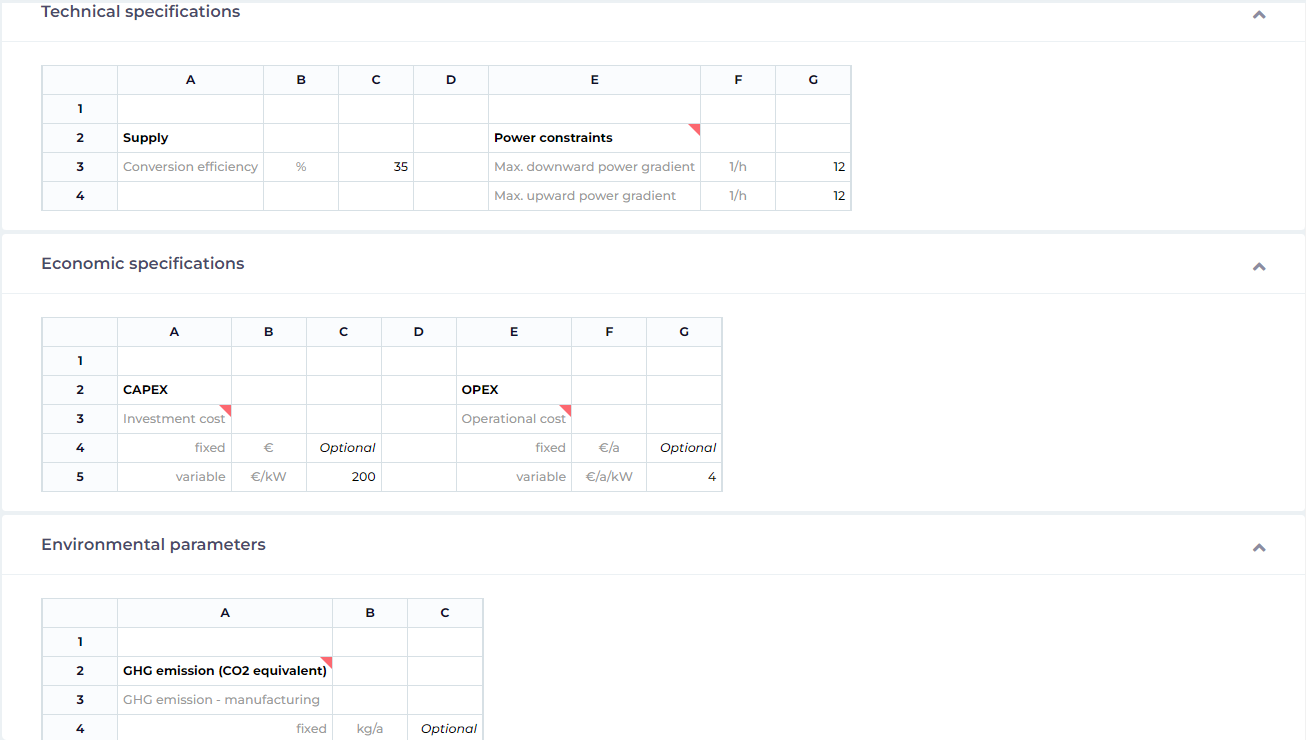 Technical specifications
A B C D E F G
1
2 Supply Power constraints
3 Conversion efficiency % 35 Max. downward power gradient 1/h 12
4 Max. upward power gradient 1/h 12
Economic specifications
A B C D E F G
1
2 CAPEX OPEX
3 Investment cost Operational cost
4 fixed € Optional fixed €/a Optional
5 variable €/kW 200 variable €/a/kW 4
Environmental parameters
A B C
1
2 GHG emission (CO2 equivalent)
3 GHG emission - manufacturing
4 fixed kg/a Optional